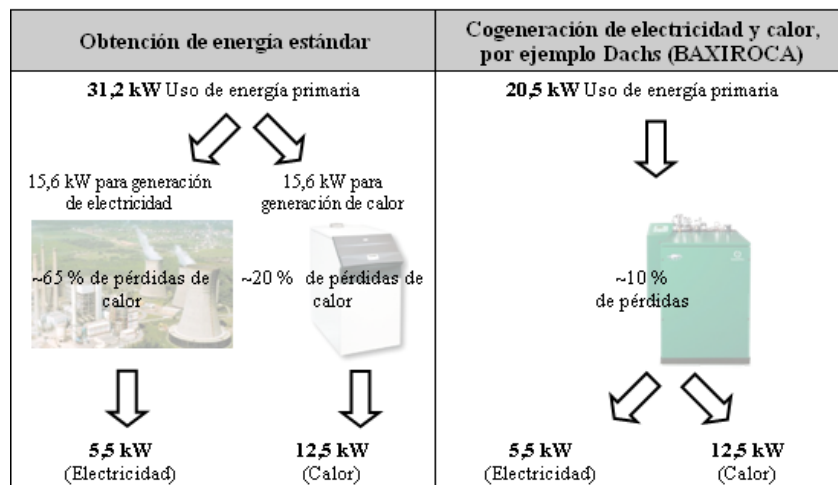 Obtención de energía estándar
Cogeneración de electricidad y calor,
por ejemplo Dachs (BAXIROCA)
31,2 kW Uso de energía primaria
15,6 kW para generación
de electricidad
15,6 kW para
generación de calor
~65 % de pérdidas de
calor
~20 % de pérdidas de
calor
5,5 kW
(Electricidad)
12,5 kW
(Calor)
20,5 kW Uso de energía primaria
~10 %
de pérdidas
5,5 kW
(Electricidad)
12,5 kW
(Calor)